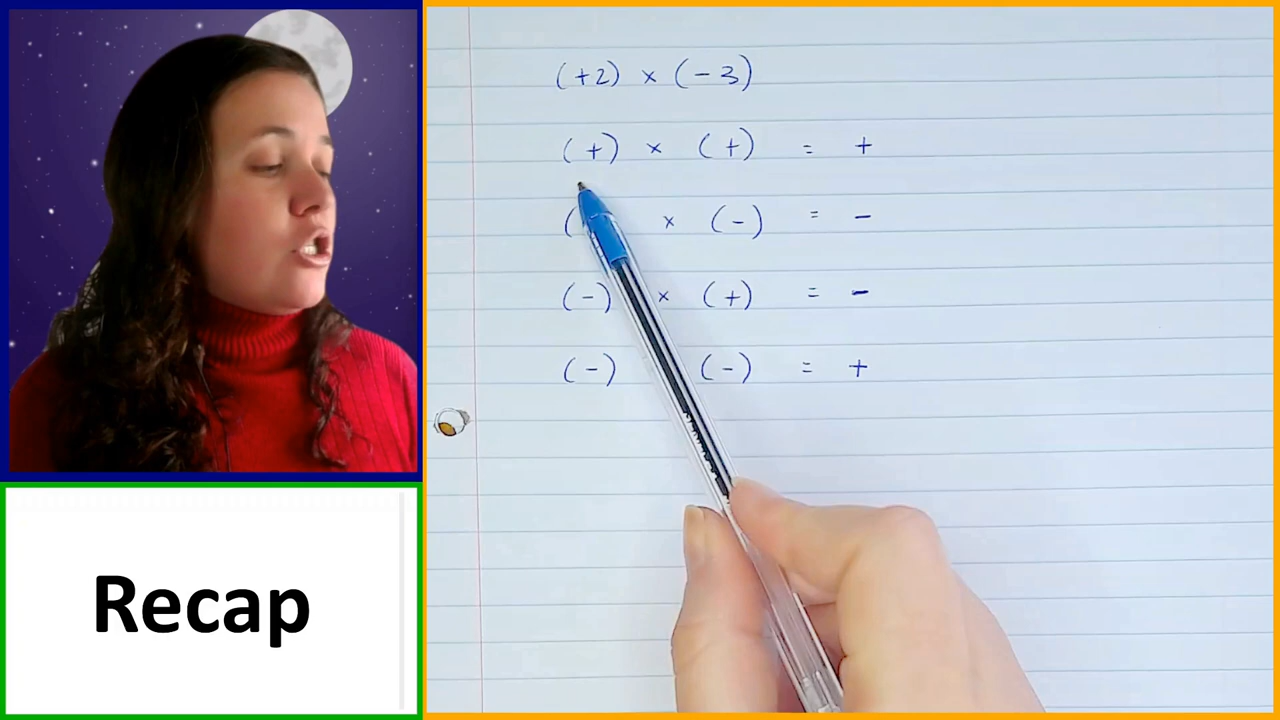 (+2) × (-3)
(+) × (+) = +
( × (-) = -
(-) × (+) = -
(-) (-) = +
Recap